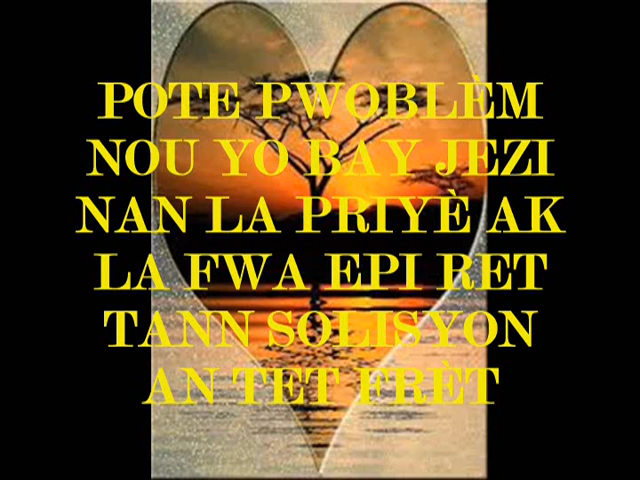 POTE PWOBLÈM
NOU YO BAY JEZI
NAN LA PRIYÈ AK
LA FWA EPI RET
TANN SOLISYON
AN TET FRÈT